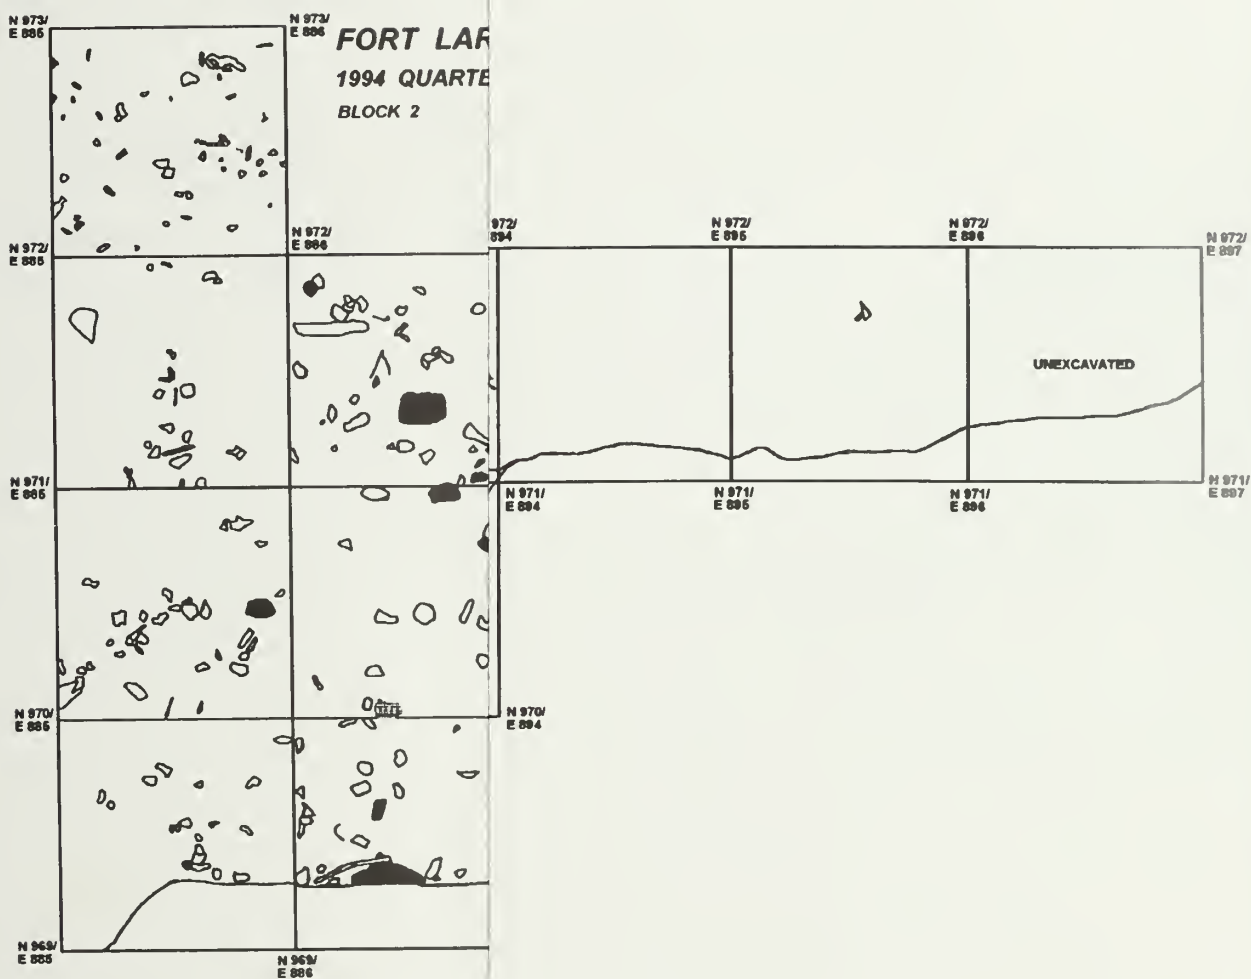 N 973/
E 885
N 973/
E 886
FORT LAR
1994 QUARTE
BLOCK 2
N 972/
E 885
N 972/
E 886
972/
894
N 972/
E 895
N 972/
E 896
N 972/
E 897
UNEXCAVATED
N 971/
E 885
N 971/
E 894
N 971/
E 895
N 971/
E 896
N 971/
E 897
N 970/
E 885
N 970/
E 894
N 969/
E 885
N 969/
E 886